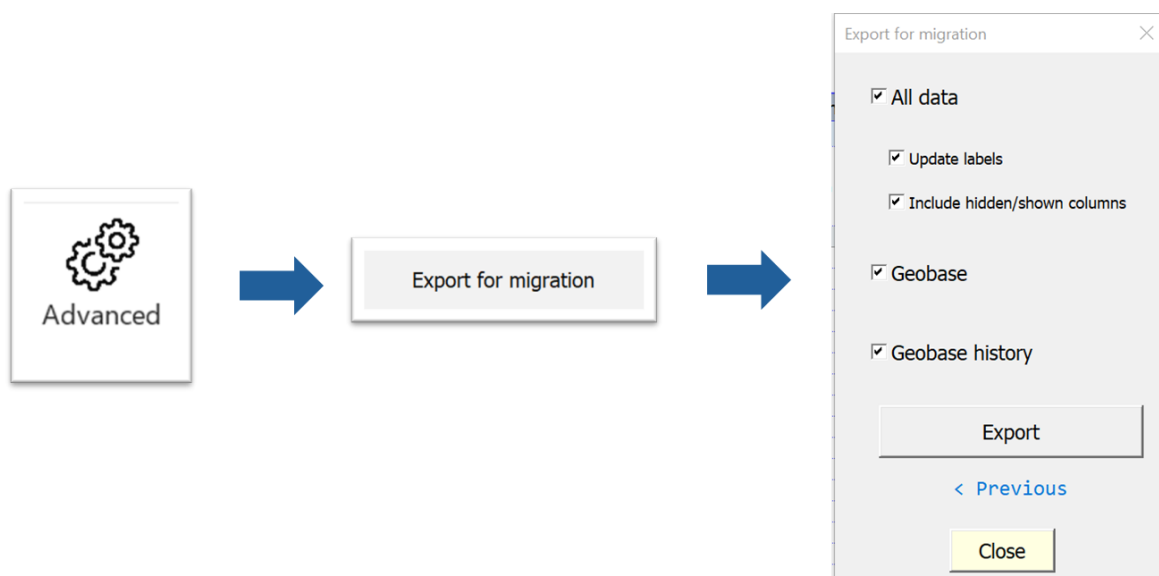 Advanced
Export for migration
Export for migration
All data
Update labels
Include hidden/shown columns
Geobase
Geobase history
Export
< Previous
Close